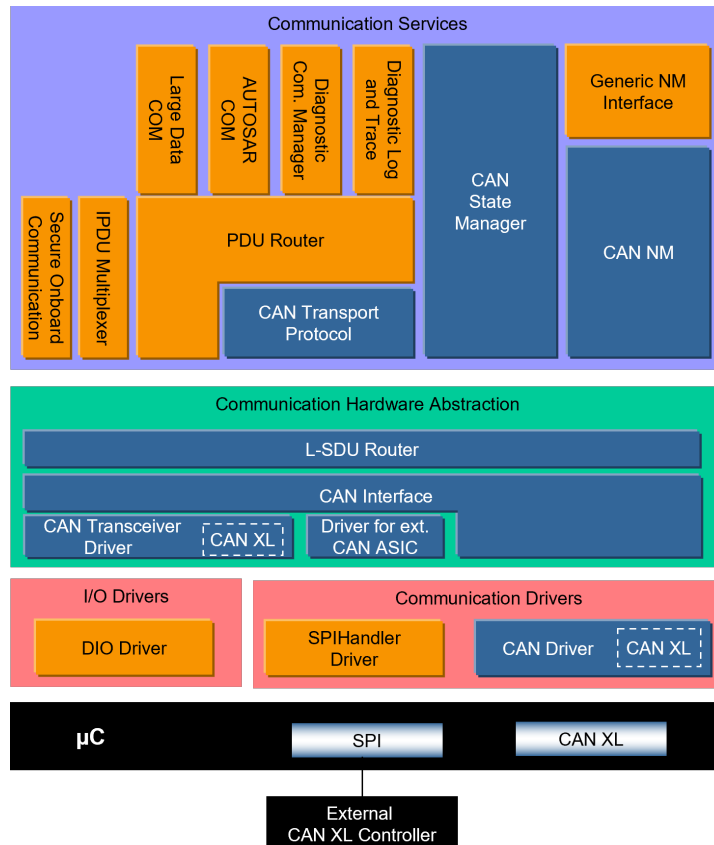 Communication Services
Large Data
COM
AUTOSAR
COM
Diagnostic
Com. Manager
Diagnostic Log
and Trace
CAN
State
Manager
Generic NM
Interface
Secure Onboard
Communication
IPDU Multiplexer
PDU Router
CAN Transport
Protocol
CAN NM
Communication Hardware Abstraction
L-SDU Router
CAN Interface
CAN Transceiver
Driver
CAN XL
Driver for ext.
CAN ASIC
I/O Drivers
DIO Driver
Communication Drivers
SPIHandler
Driver
CAN Driver
CAN XL
µC
SPI
CAN XL
External
CAN XL Controller